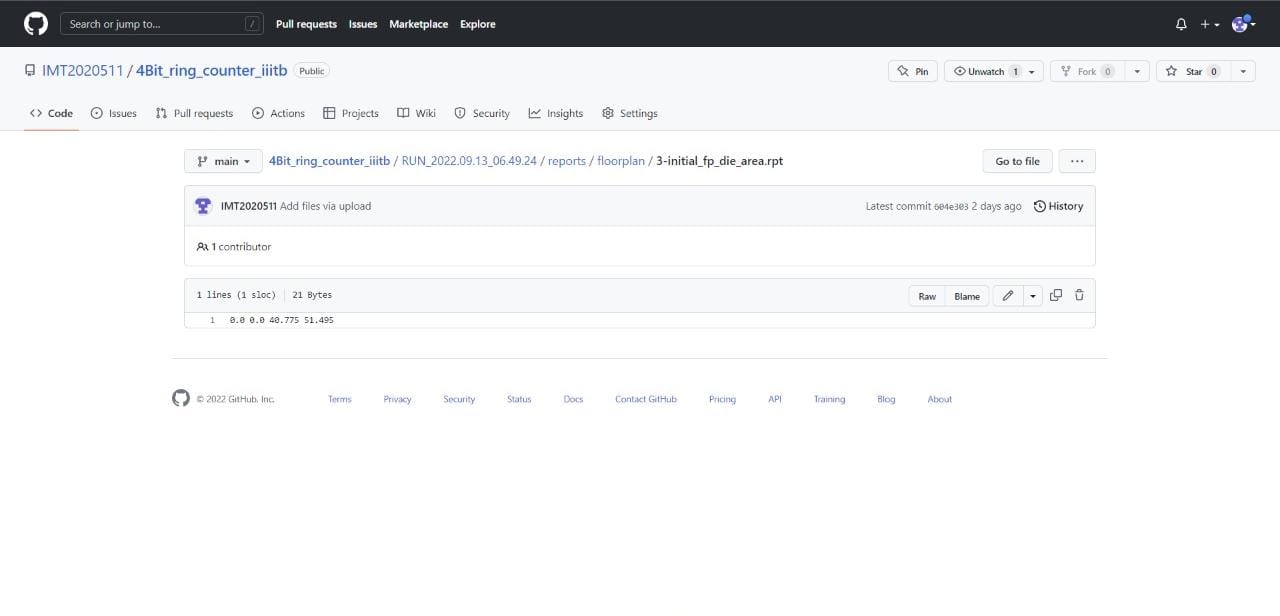 Search or jump to... / Pull requests Issues Marketplace Explore
IMT2020511 / 4Bit_ring_counter_iiitb Public Pin Unwatch 1 Fork 0 Star 0
Code Issues Pull requests Actions Projects Wiki Security Insights Settings
main 4Bit_ring_counter_iiitb / RUN_2022.09.13_06.49.24 / reports / floorplan / 3-initial_fp_die_area.rpt Go to file ...
IMT2020511 Add files via upload Latest commit 604e303 2 days ago History
1 contributor
1 lines (1 sloc) 21 Bytes Raw Blame
1 0.0 0.0 40.775 51.495
© 2022 GitHub, Inc. Terms Privacy Security Status Docs Contact GitHub Pricing API Training Blog About